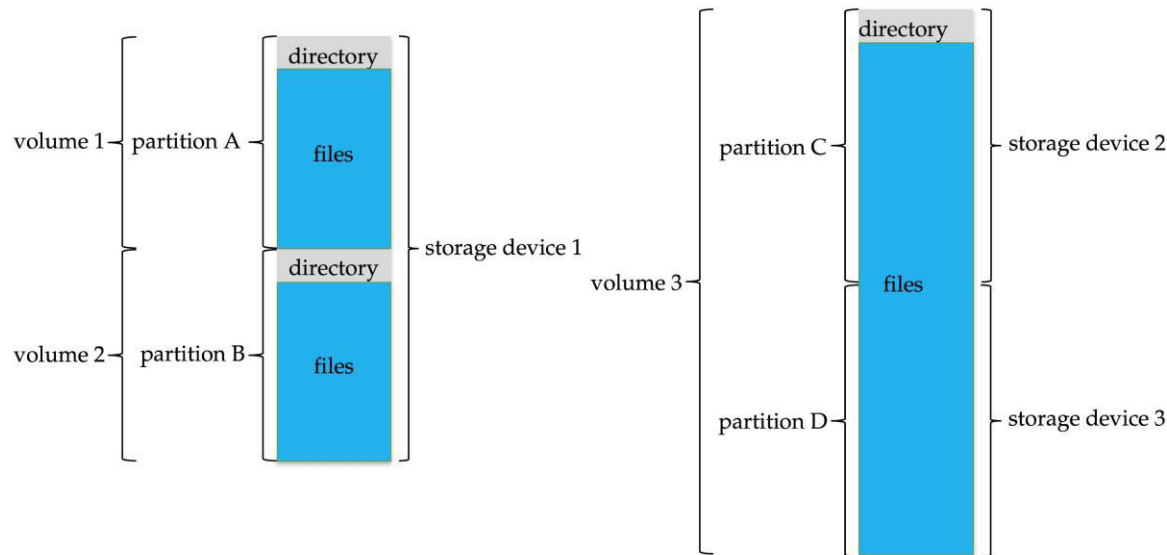 directory
volume 1
partition A
files
storage device 1
directory
volume 2
partition B
files
directory
partition C
storage device 2
volume 3
files
partition D
storage device 3